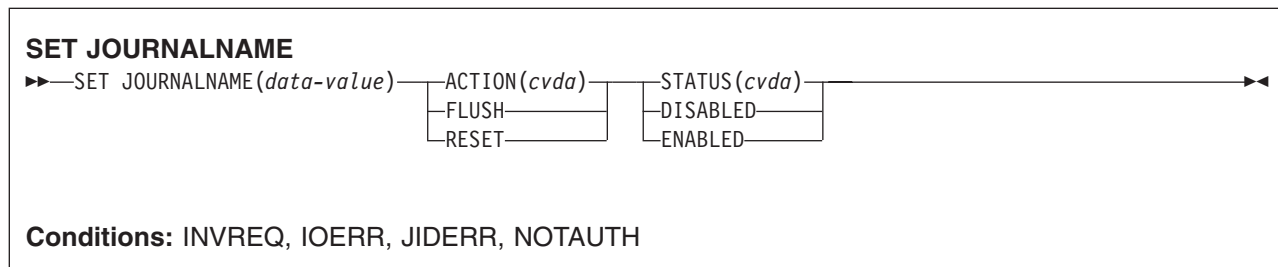 SET JOURNALNAME
SET JOURNALNAME(data-value) ACTION(cvda) STATUS(cvda)
FLUSH DISABLED
RESET ENABLED
Conditions: INVREQ, IOERR, JIDERR, NOTAUTH